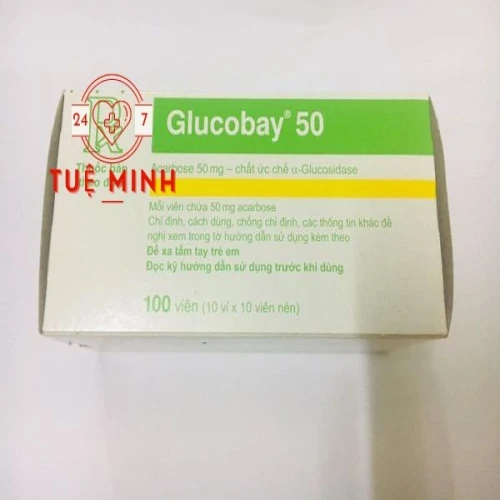 24 7
Glucobay® 50
Thuốc bán
theo đ
TUỆ MINH
Acarbose 50 mg – chất ức chế α-Glucosidase
Mỗi viên chứa 50 mg acarbose
Chỉ định, cách dùng, chống chỉ định, các thông tin khác đề
nghị xem trong tờ hướng dẫn sử dụng kèm theo
Để xa tầm tay trẻ em
Đọc kỹ hướng dẫn sử dụng trước khi dùng
100 viên (10 vỉ x 10 viên nén)